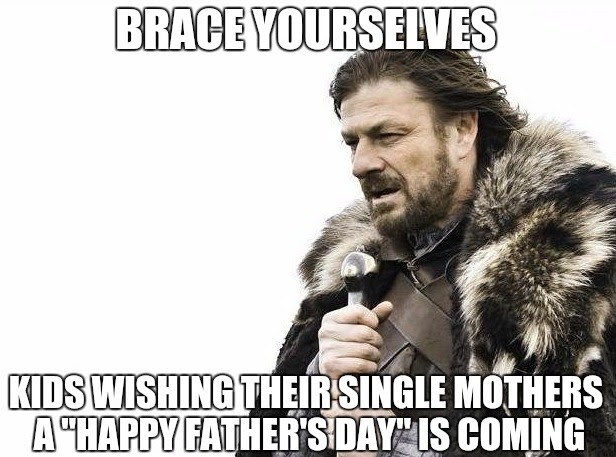 BRACE YOURSELVES
KIDS WISHING THEIR SINGLE MOTHERS
A "HAPPY FATHER'S DAY" IS COMING